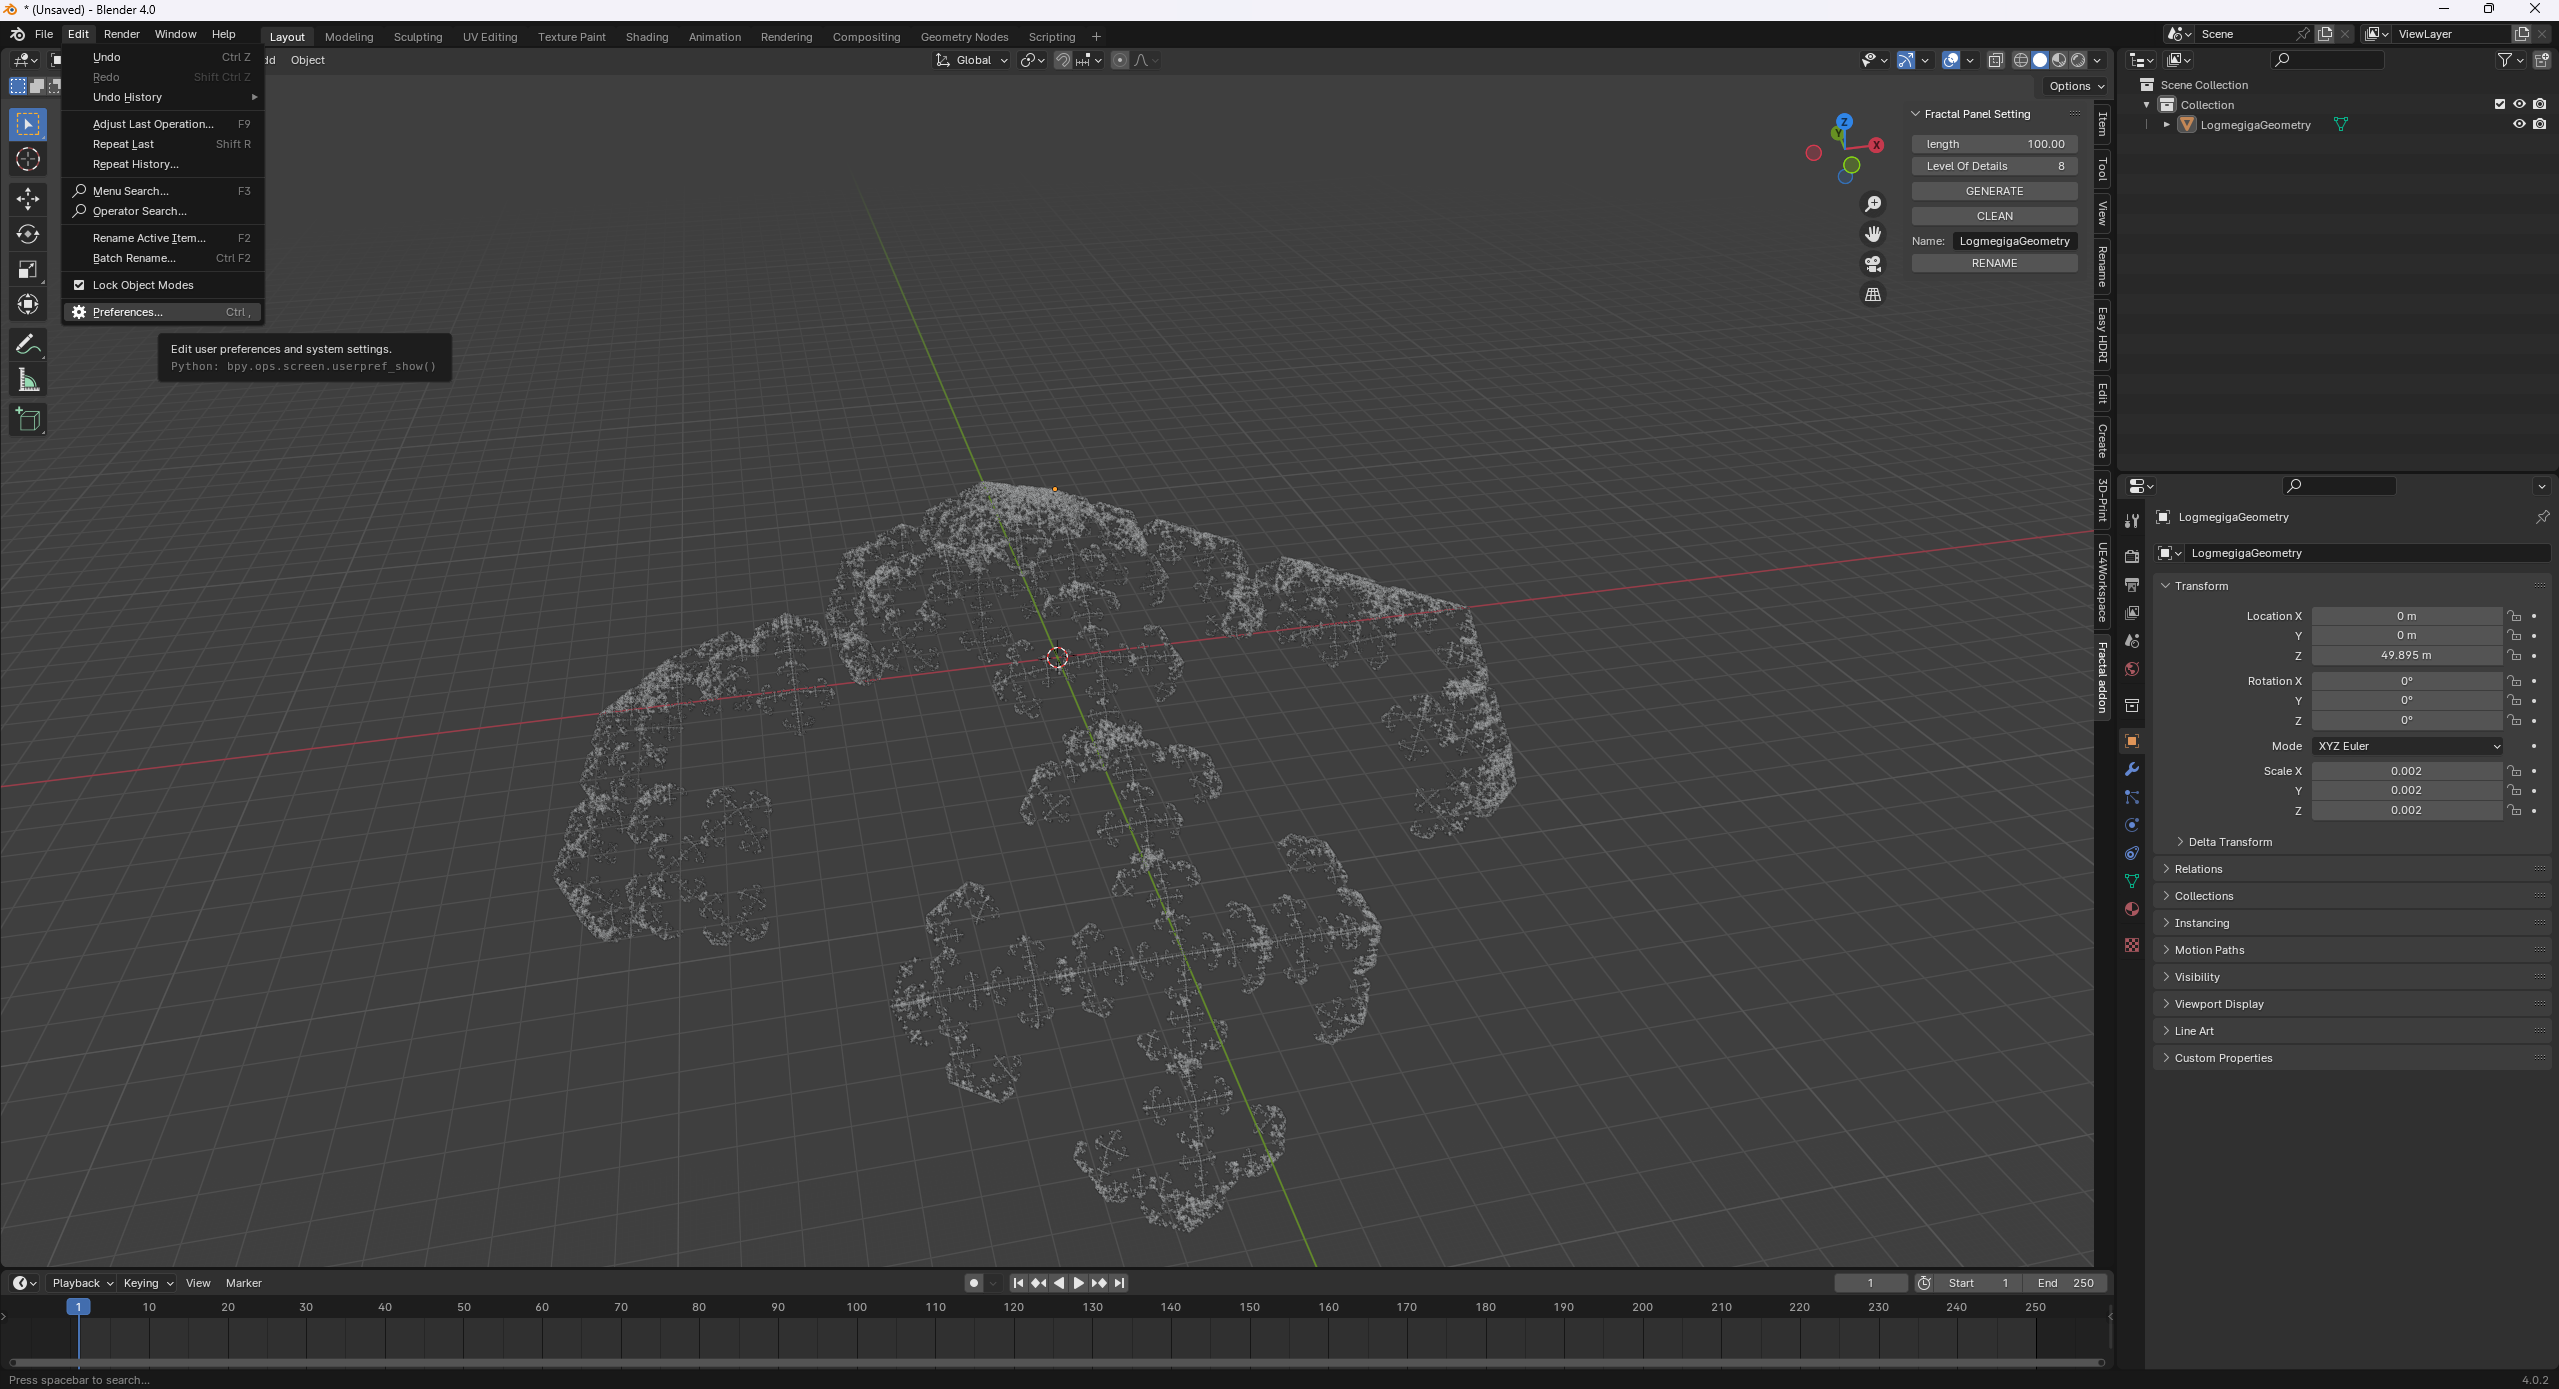 * (Unsaved) - Blender 4.0
File Edit Render Window Help Layout Modeling Sculpting UV Editing Texture Paint Shading Animation Rendering Compositing Geometry Nodes Scripting + Scene ViewLayer
Undo Ctrl Z
Redo Shift Ctrl Z
Undo History
Adjust Last Operation... F9
Repeat Last Shift R
Repeat History...
Menu Search... F3
Operator Search...
Rename Active Item... F2
Batch Rename... Ctrl F2
Lock Object Modes
Preferences... Ctrl ,
Edit user preferences and system settings.
Python: bpy.ops.screen.userpref_show()
dd Object
Global
Options
Z
Y
X
Fractal Panel Setting
length 100.00
Level Of Details 8
GENERATE
CLEAN
Name: LogmegigaGeometry
RENAME
Item
Tool
View
Rename
Easy HDRI
Edit
Create
3D-Print
UE4Workspace
Fractal addon
Scene Collection
Collection
LogmegigaGeometry
LogmegigaGeometry
LogmegigaGeometry
Transform
Location X 0 m
Y 0 m
Z 49.895 m
Rotation X 0°
Y 0°
Z 0°
Mode XYZ Euler
Scale X 0.002
Y 0.002
Z 0.002
Delta Transform
Relations
Collections
Instancing
Motion Paths
Visibility
Viewport Display
Line Art
Custom Properties
Playback Keying View Marker 1 Start 1 End 250
1 10 20 30 40 50 60 70 80 90 100 110 120 130 140 150 160 170 180 190 200 210 220 230 240 250
Press spacebar to search...
4.0.2